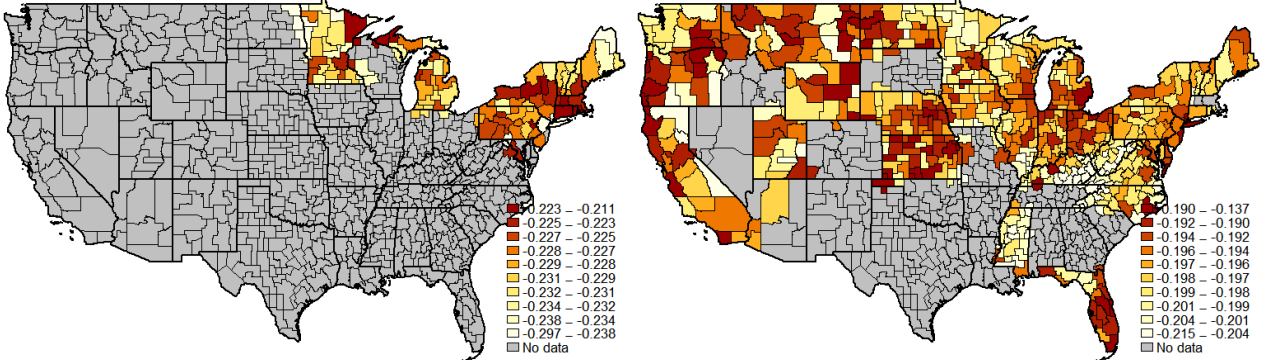 -0.223 – -0.211
-0.225 – -0.223
-0.227 – -0.225
-0.228 – -0.227
-0.229 – -0.228
-0.231 – -0.229
-0.232 – -0.231
-0.234 – -0.232
-0.238 – -0.234
-0.297 – -0.238
No data
-0.190 – -0.137
-0.192 – -0.190
-0.194 – -0.192
-0.196 – -0.194
-0.197 – -0.196
-0.198 – -0.197
-0.199 – -0.198
-0.201 – -0.199
-0.204 – -0.201
-0.215 – -0.204
No data